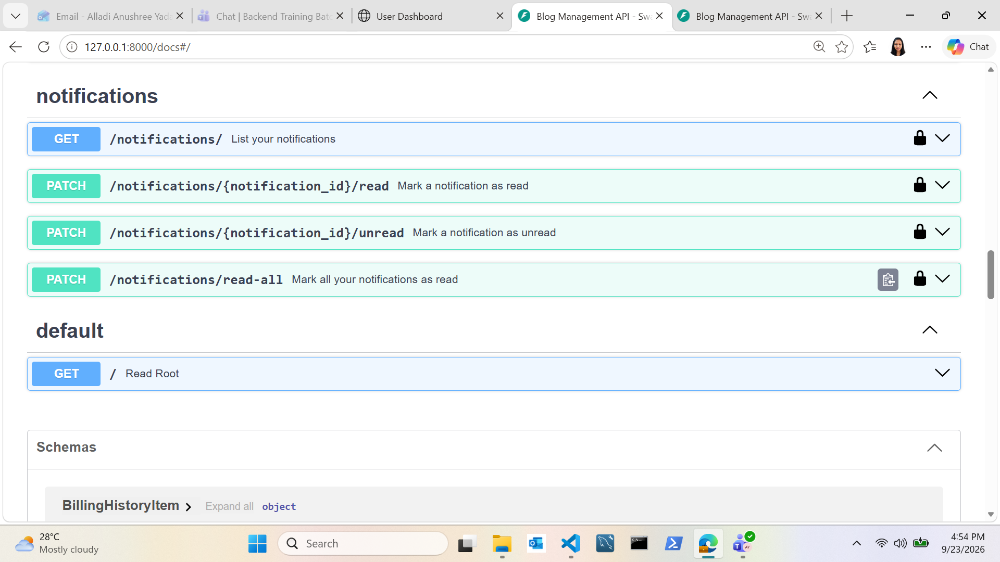 Email - Alladi Anushree Yada
Chat | Backend Training Batc
User Dashboard
Blog Management API - Swa
Blog Management API - Swa
127.0.0.1:8000/docs#/
Chat
notifications
GET /notifications/ List your notifications
PATCH /notifications/{notification_id}/read Mark a notification as read
PATCH /notifications/{notification_id}/unread Mark a notification as unread
PATCH /notifications/read-all Mark all your notifications as read
default
GET / Read Root
Schemas
BillingHistoryItem Expand all object
28°C
Mostly cloudy
Search
AY
4:54 PM
9/23/2026